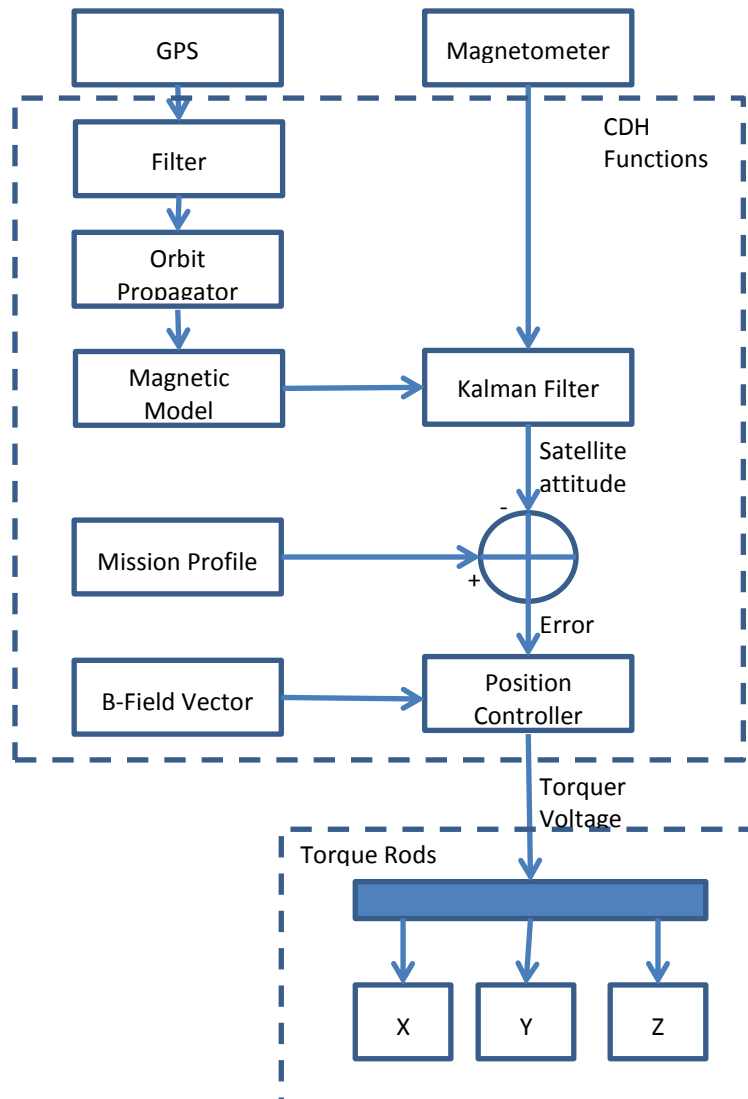 GPS
Magnetometer
CDH
Functions
Filter
Orbit
Propagator
Magnetic
Model
Kalman Filter
Satellite
attitude
-
Mission Profile
+
Error
B-Field Vector
Position
Controller
Torquer
Voltage
Torque Rods
X
Y
Z